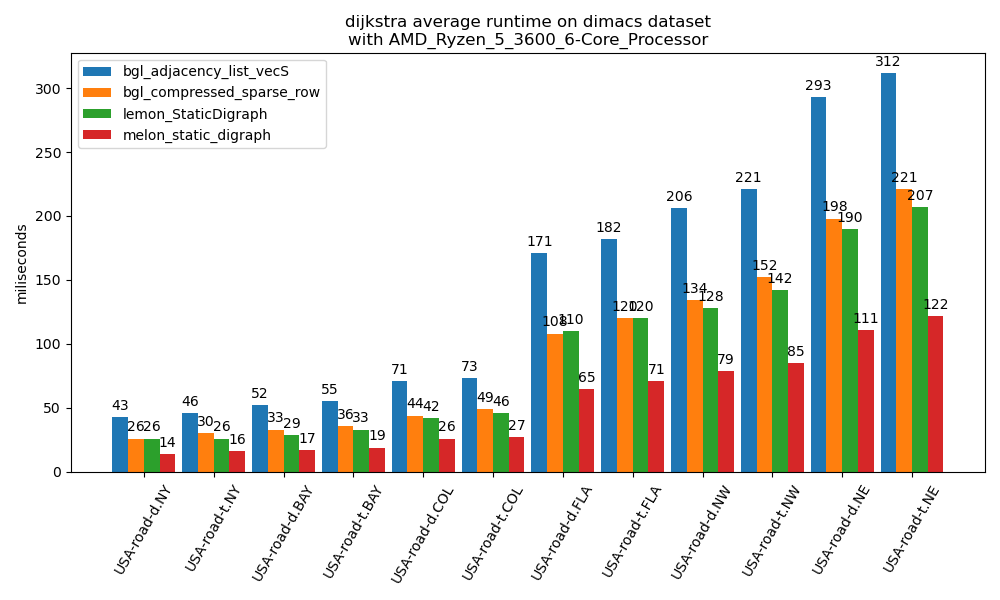 dijkstra average runtime on dimacs dataset
with AMD_Ryzen_5_3600_6-Core_Processor
bgl_adjacency_list_vecS
bgl_compressed_sparse_row
lemon_StaticDigraph
melon_static_digraph
miliseconds
300
250
200
150
100
50
0
43 26 26 14
46 30 26 16
52 33 29 17
55 36 33 19
71 44 42 26
73 49 46 27
171 108 110 65
182 120 120 71
206 134 128 79
221 152 142 85
293 198 190 111
312 221 207 122
USA-road-d.NY
USA-road-t.NY
USA-road-d.BAY
USA-road-t.BAY
USA-road-d.COL
USA-road-t.COL
USA-road-d.FLA
USA-road-t.FLA
USA-road-d.NW
USA-road-t.NW
USA-road-d.NE
USA-road-t.NE